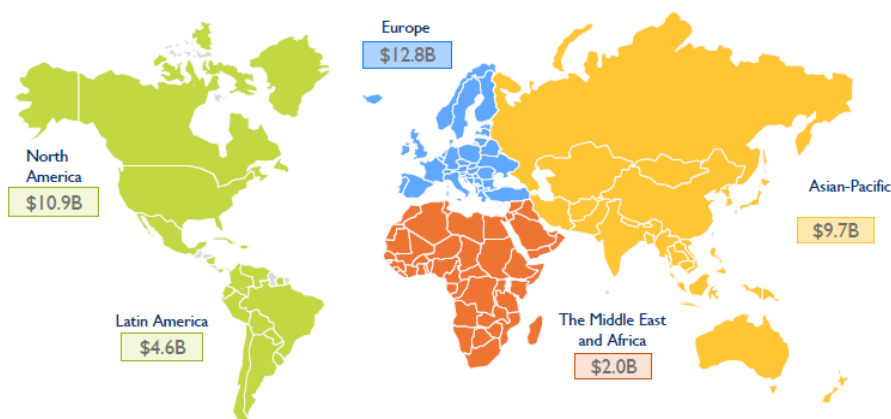 Europe
$12.8B
North
America
$10.9B
Asian-Pacific
$9.7B
Latin America
$4.6B
The Middle East
and Africa
$2.0B